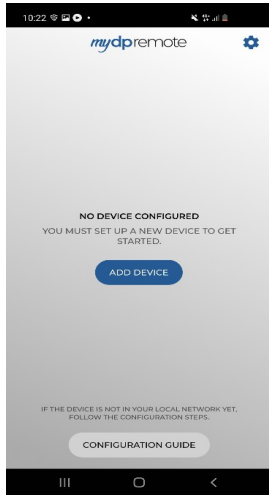 10:22
mydpremote
NO DEVICE CONFIGURED
YOU MUST SET UP A NEW DEVICE TO GET
STARTED.
ADD DEVICE
IF THE DEVICE IS NOT IN YOUR LOCAL NETWORK YET,
FOLLOW THE CONFIGURATION STEPS.
CONFIGURATION GUIDE